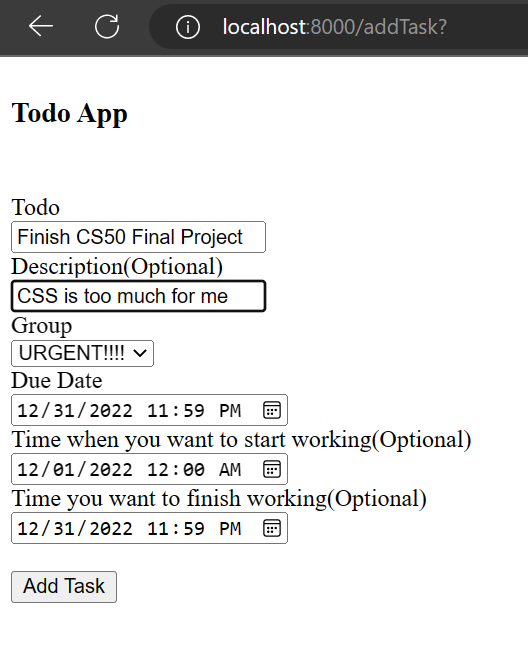 localhost:8000/addTask?
Todo App
Todo
Finish CS50 Final Project
Description(Optional)
CSS is too much for me
Group
URGENT!!!!
Due Date
12/31/2022 11:59 PM
Time when you want to start working(Optional)
12/01/2022 12:00 AM
Time you want to finish working(Optional)
12/31/2022 11:59 PM
Add Task